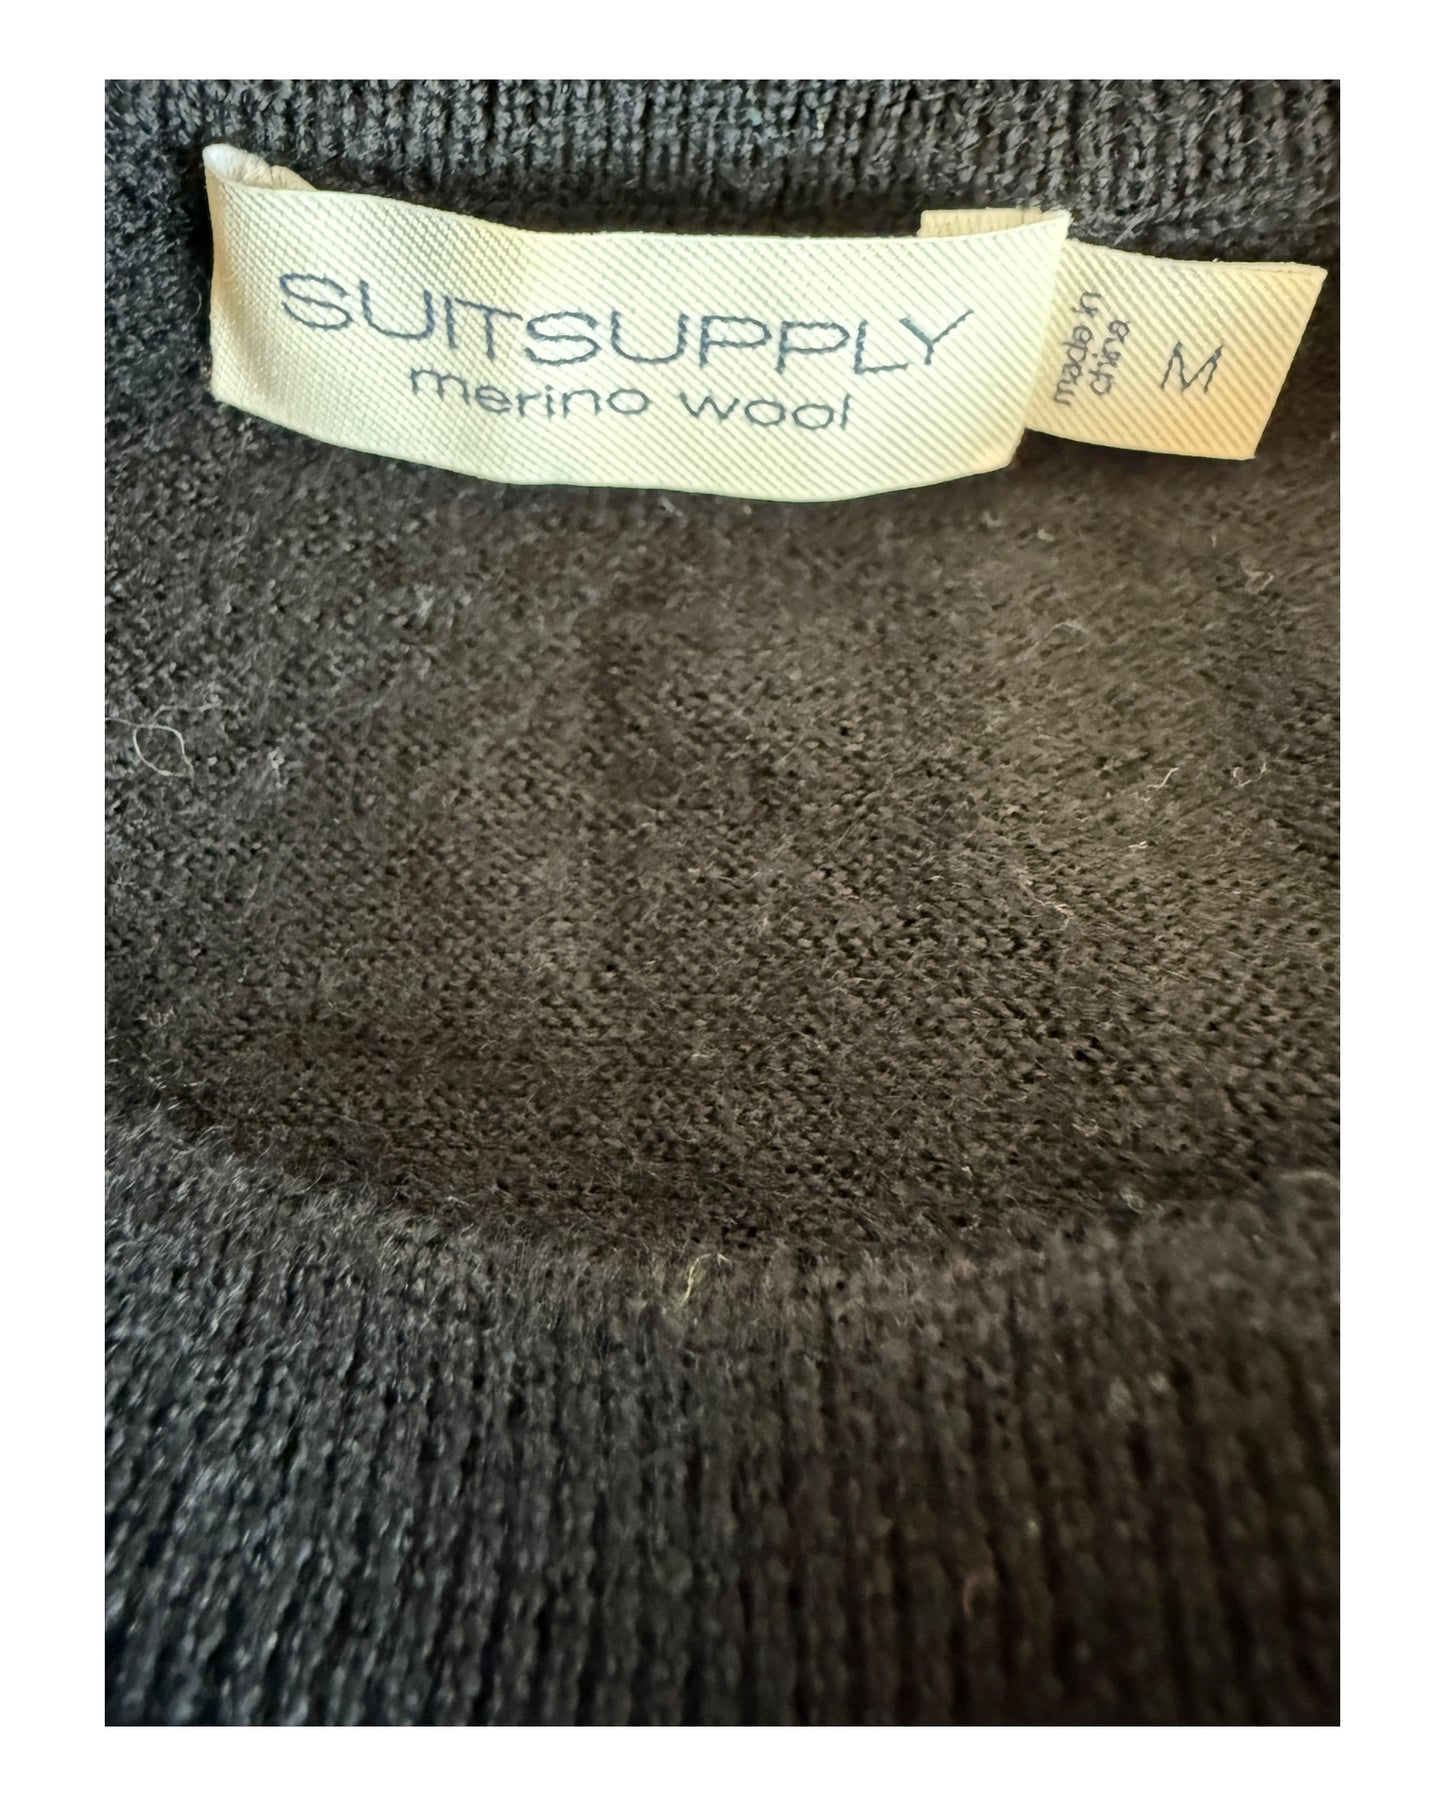 SUITSUPPLY
merino wool
made in
china
M